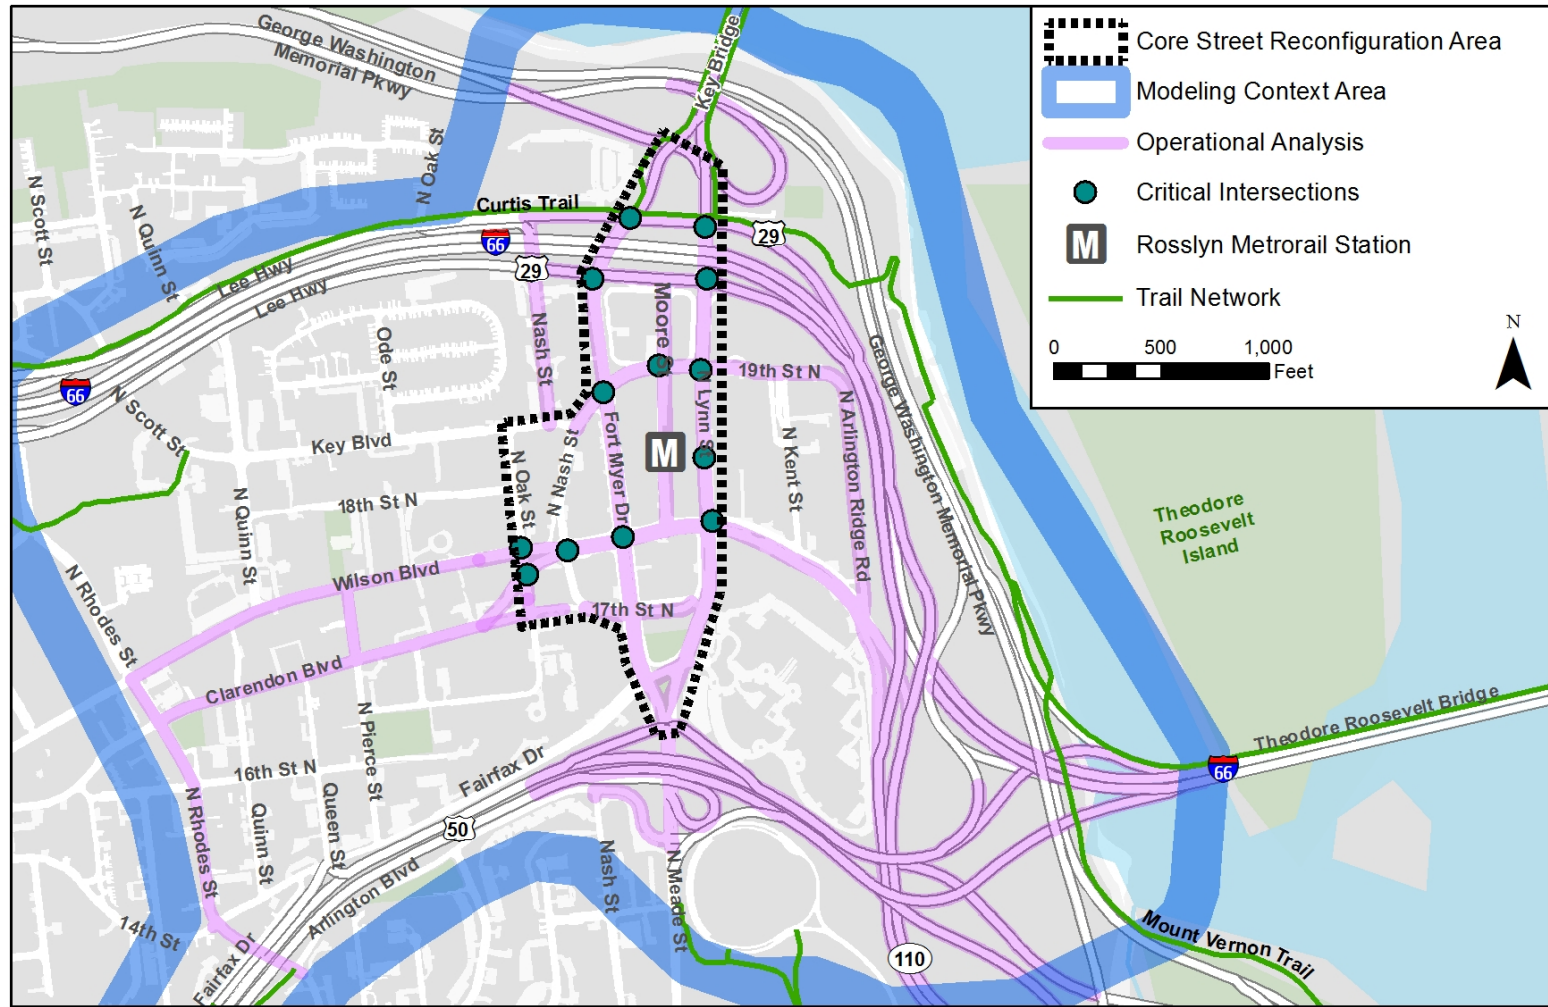 George Washington
Memorial Pkwy
Key Bridge
Core Street Reconfiguration Area
Modeling Context Area
Operational Analysis
Critical Intersections
M
Rosslyn Metrorail Station
Trail Network
0
500
1,000
Feet
N
N Scott St
N Quinn St
N Oak St
Curtis Trail
66
29
29
Lee Hwy
Lee Hwy
Ode St
Nash St
Moore St
19th St N
N Lynn St
George Washington Memorial Pkwy
66
N Scott St
Key Blvd
N Oak St
N Nash St
Fort Myer Dr
M
N Kent St
N Arlington Ridge Rd
18th St N
N Quinn St
Theodore
Roosevelt
Island
N Rhodes St
Wilson Blvd
17th St N
Clarendon Blvd
N Pierce St
16th St N
Fairfax Dr
Theodore Roosevelt Bridge
66
N Rhodes St
Quinn St
Queen St
50
Arlington Blvd
Nash St
N Meade St
14th St
Fairfax Dr
110
Mount Vernon Trail